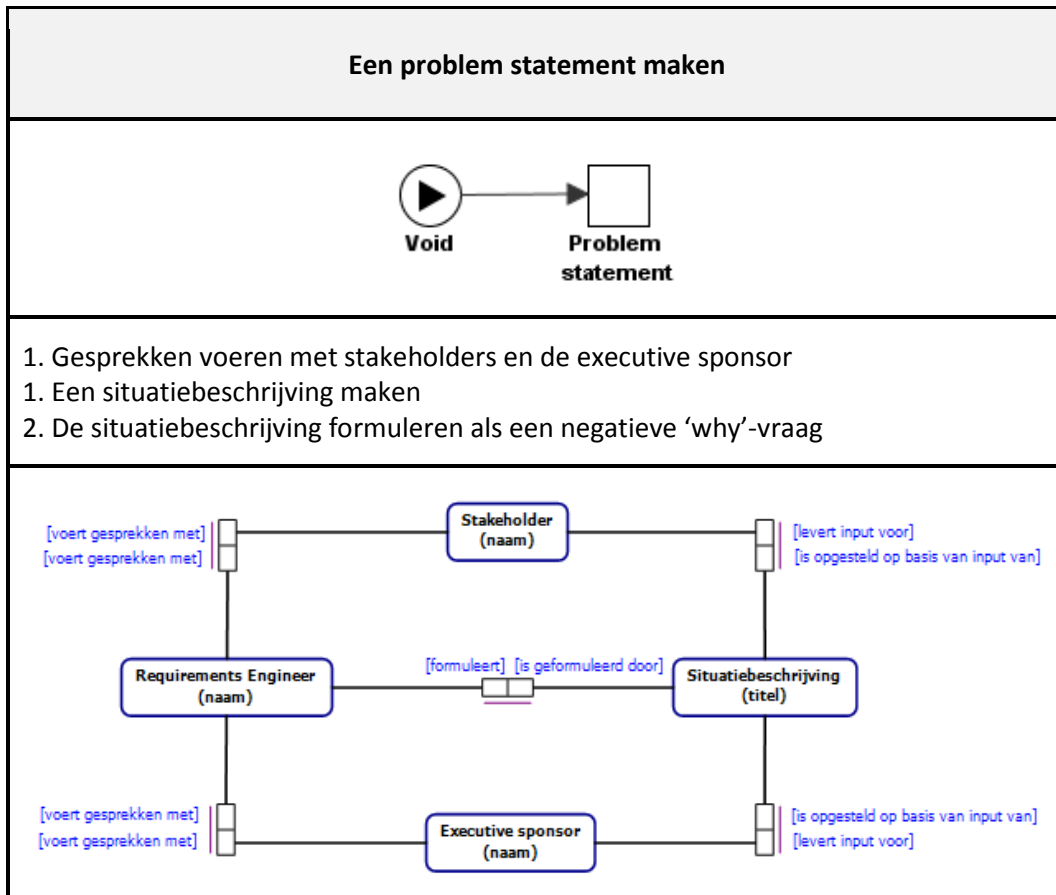 Een problem statement maken
Void
Problem
statement
1. Gesprekken voeren met stakeholders en de executive sponsor
1. Een situatiebeschrijving maken
2. De situatiebeschrijving formuleren als een negatieve ‘why’-vraag
[voert gesprekken met]
[voert gesprekken met]
Stakeholder
(naam)
[levert input voor]
[is opgesteld op basis van input van]
Requirements Engineer
(naam)
[formuleert] [is geformuleerd door]
Situatiebeschrijving
(titel)
[voert gesprekken met]
[voert gesprekken met]
Executive sponsor
(naam)
[is opgesteld op basis van input van]
[levert input voor]